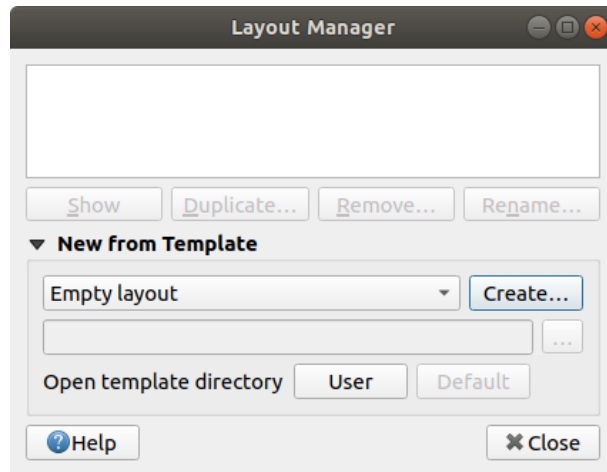 Layout Manager
Show Duplicate... Remove... Rename...
New from Template
Empty layout Create...
...
Open template directory User Default
?Help Close